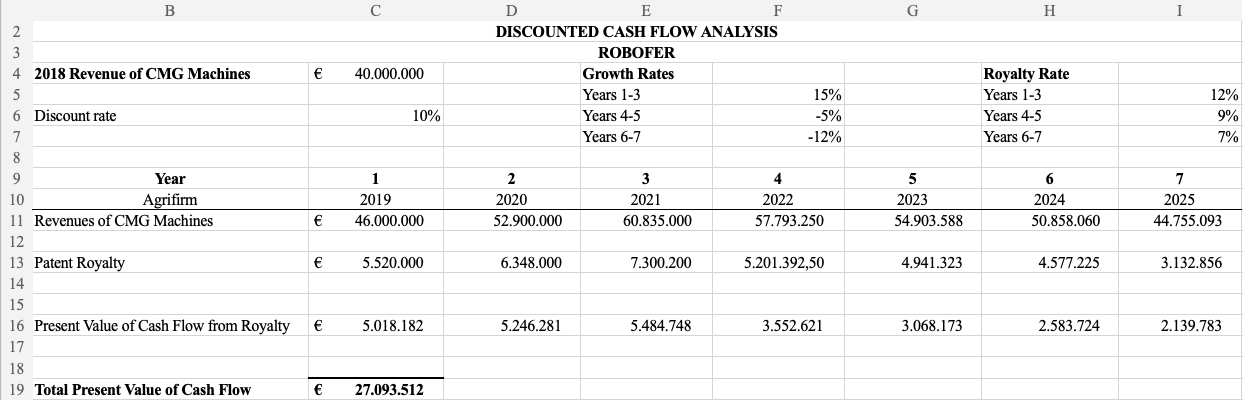 B C D E F G H I
2 DISCOUNTED CASH FLOW ANALYSIS
3 ROBOFER
4 2018 Revenue of CMG Machines € 40.000.000 Growth Rates Royalty Rate
5 Years 1-3 15% Years 1-3 12%
6 Discount rate 10% Years 4-5 -5% Years 4-5 9%
7 Years 6-7 -12% Years 6-7 7%
8
9 Year 1 2 3 4 5 6 7
10 Agrifirm 2019 2020 2021 2022 2023 2024 2025
11 Revenues of CMG Machines € 46.000.000 52.900.000 60.835.000 57.793.250 54.903.588 50.858.060 44.755.093
12
13 Patent Royalty € 5.520.000 6.348.000 7.300.200 5.201.392,50 4.941.323 4.577.225 3.132.856
14
15
16 Present Value of Cash Flow from Royalty € 5.018.182 5.246.281 5.484.748 3.552.621 3.068.173 2.583.724 2.139.783
17
18
19 Total Present Value of Cash Flow € 27.093.512